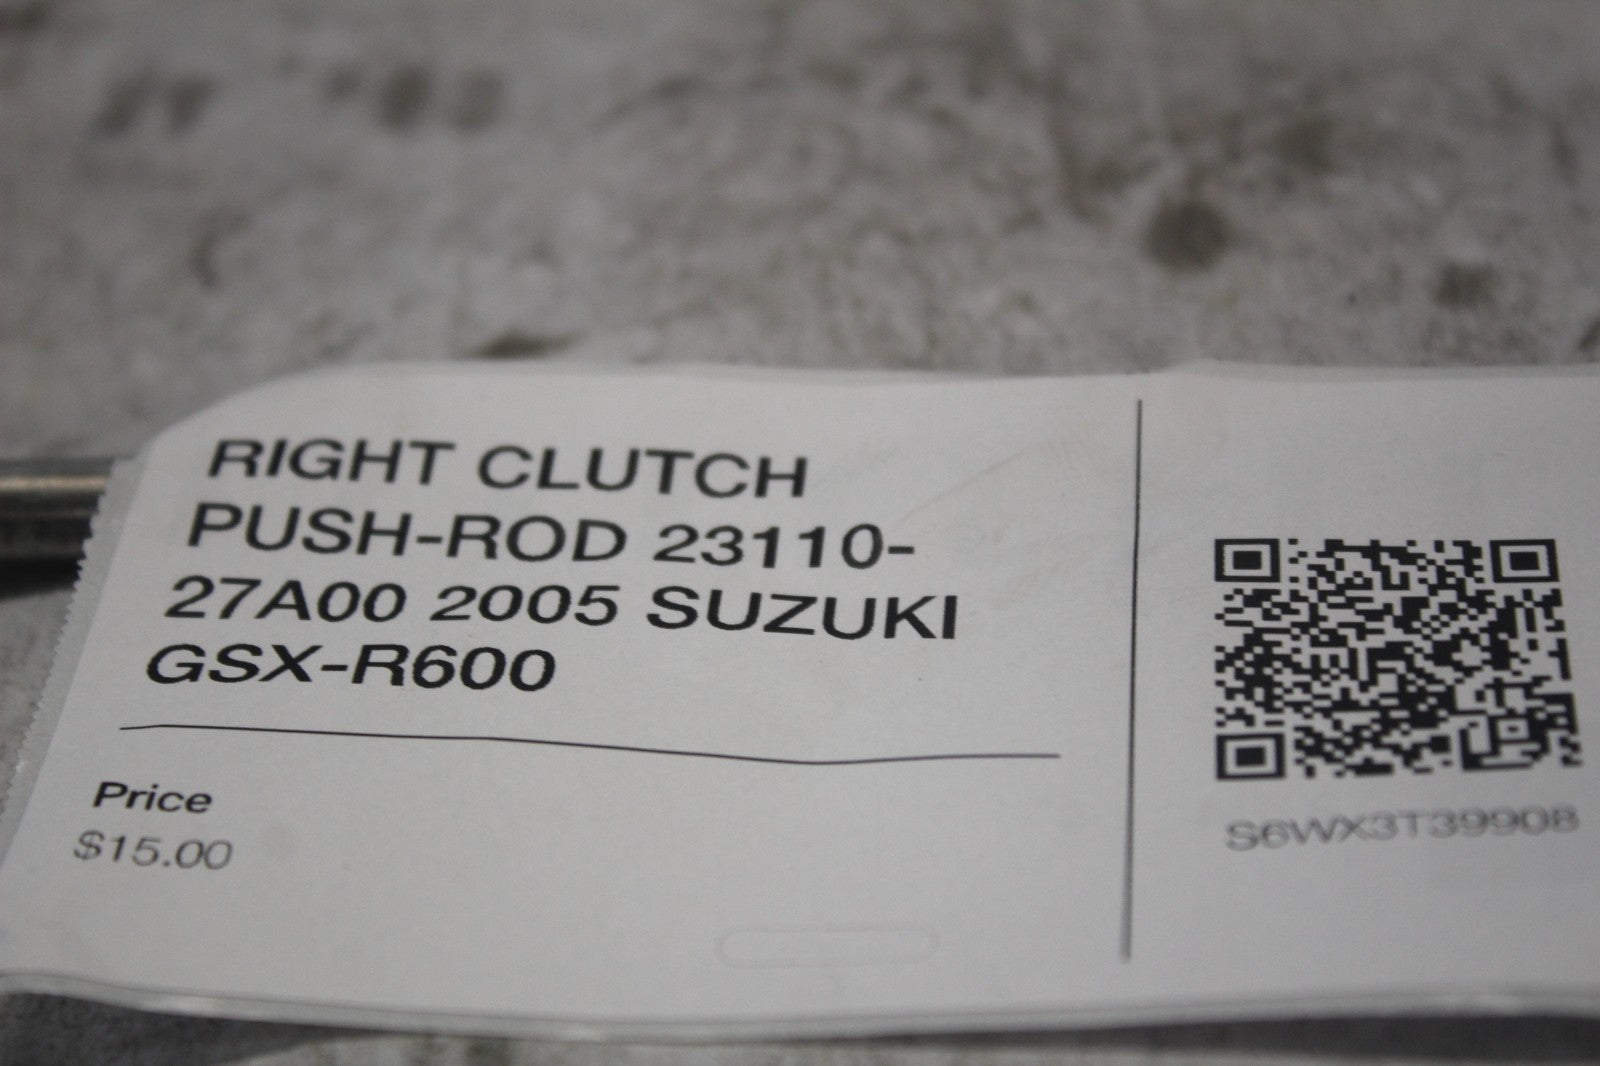 RIGHT CLUTCH
PUSH-ROD 23110-
27A00 2005 SUZUKI
GSX-R600
Price
$15.00
S6WX3T39908